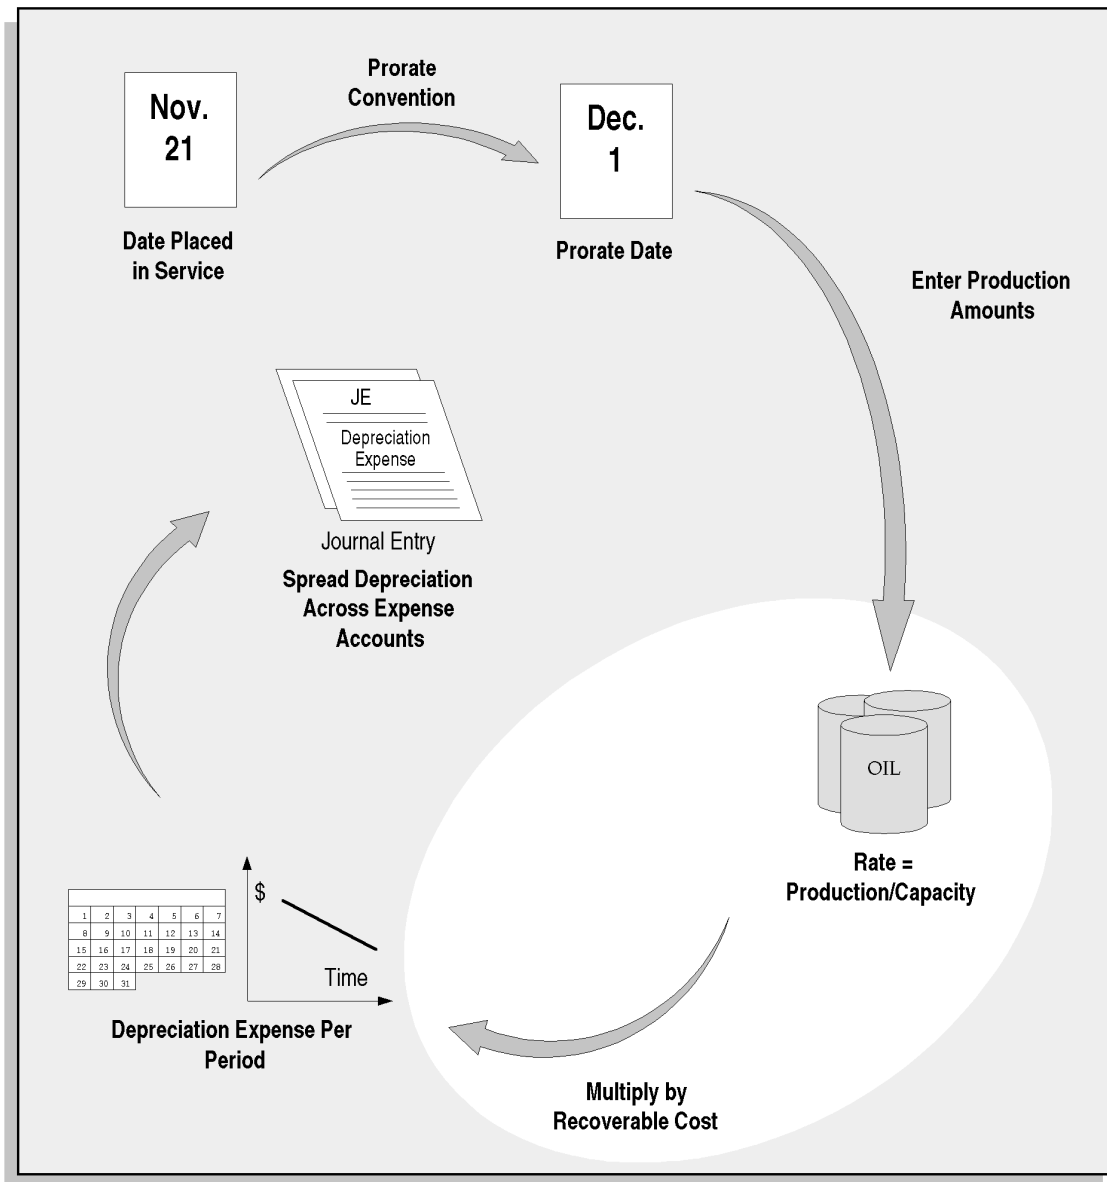 Prorate
Convention
Nov.
21
Dec.
1
Date Placed
in Service
Prorate Date
Enter Production
Amounts
JE
Depreciation
Expense
Journal Entry
Spread Depreciation
Across Expense
Accounts
OIL
Rate =
Production/Capacity
$
Time
1 2 3 4 5 6 7
8 9 10 11 12 13 14
15 16 17 18 19 20 21
22 23 24 25 26 27 28
29 30 31
Depreciation Expense Per
Period
Multiply by
Recoverable Cost